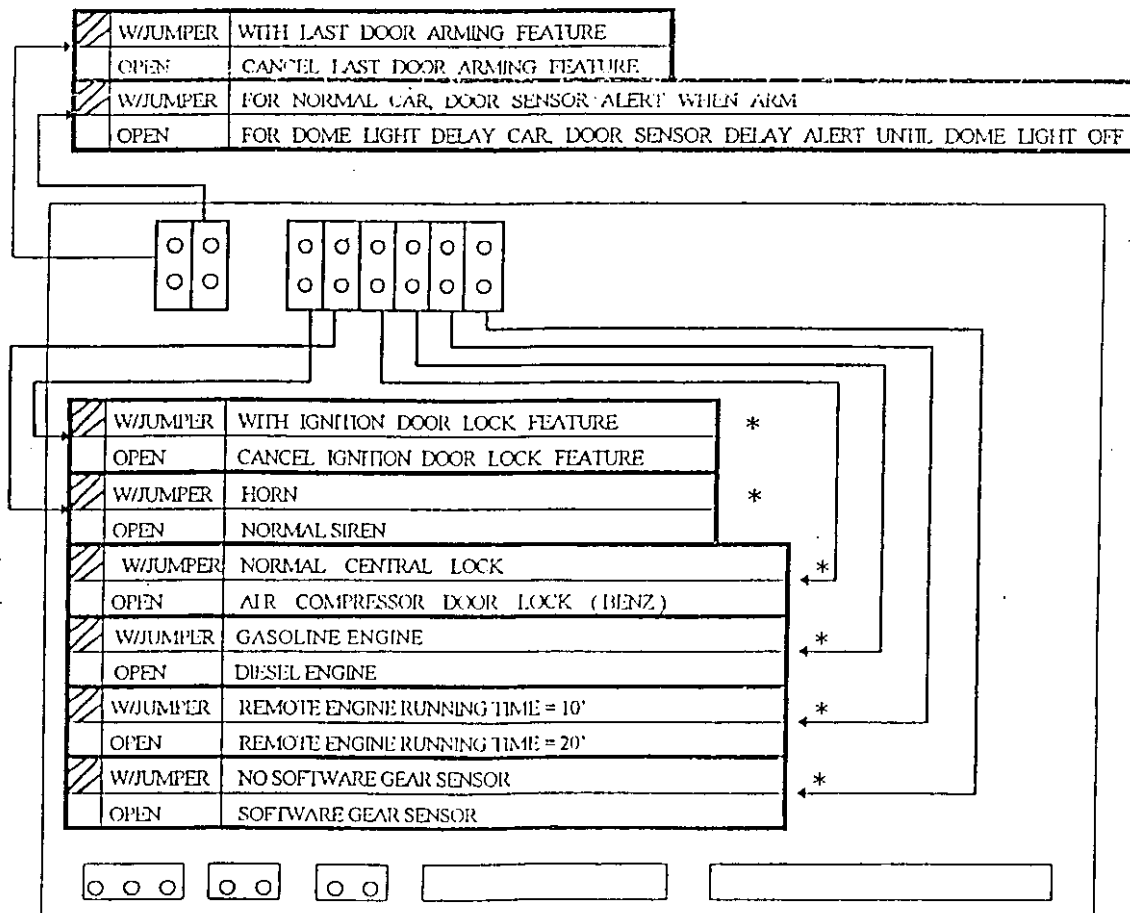 W/JUMPER WITH LAST DOOR ARMING FEATURE
OPEN CANCEL LAST DOOR ARMING FEATURE
W/JUMPER FOR NORMAL CAR, DOOR SENSOR ALERT WHEN ARM
OPEN FOR DOME LIGHT DELAY CAR, DOOR SENSOR DELAY ALERT UNTIL DOME LIGHT OFF
W/JUMPER WITH IGNITION DOOR LOCK FEATURE *
OPEN CANCEL IGNITION DOOR LOCK FEATURE
W/JUMPER HORN *
OPEN NORMAL SIREN
W/JUMPER NORMAL CENTRAL LOCK *
OPEN AIR COMPRESSOR DOOR LOCK (BENZ)
W/JUMPER GASOLINE ENGINE *
OPEN DIESEL ENGINE
W/JUMPER REMOTE ENGINE RUNNING TIME = 10' *
OPEN REMOTE ENGINE RUNNING TIME = 20'
W/JUMPER NO SOFTWARE GEAR SENSOR *
OPEN SOFTWARE GEAR SENSOR